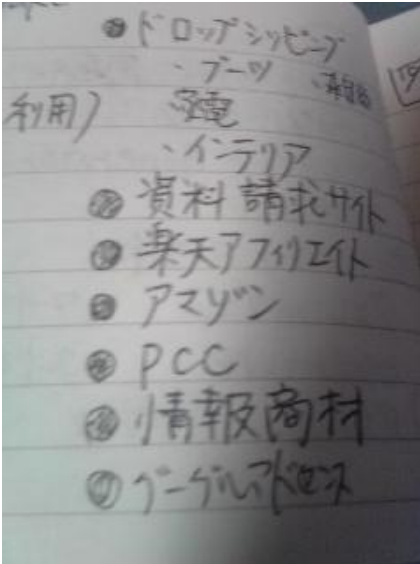 ドロップシッピング
・ブーツ
利用) 家電
・インテリア
資料請求サイト
楽天アフィリエイト
アマゾン
PCC
情報商材
グーグルアドセンス